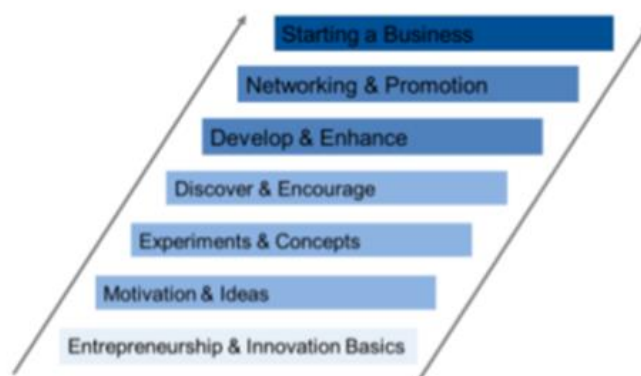 Starting a Business
Networking & Promotion
Develop & Enhance
Discover & Encourage
Experiments & Concepts
Motivation & Ideas
Entrepreneurship & Innovation Basics